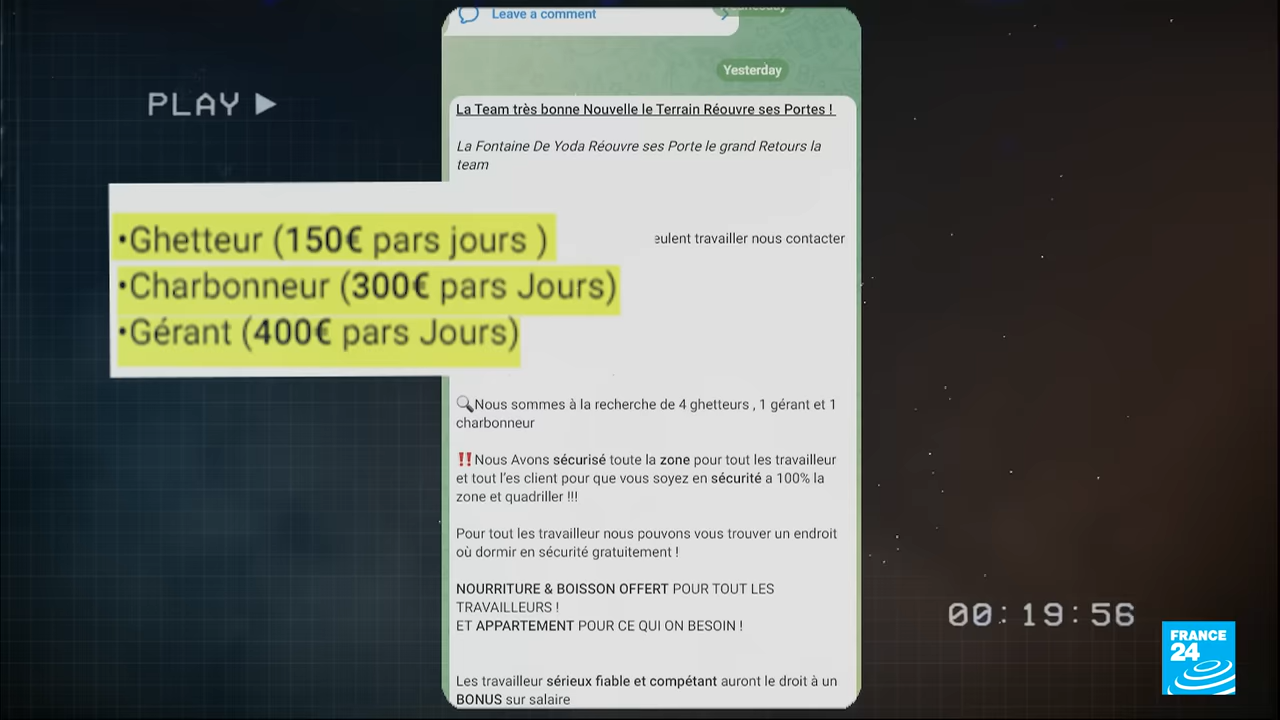 Leave a comment
Yesterday
PLAY
La Team très bonne Nouvelle le Terrain Réouvre ses Portes !
La Fontaine De Yoda Réouvre ses Porte le grand Retours la
team
•Ghetteur (150€ pars jours )
travailler nous contacter
•Charbonneur (300€ pars Jours)
•Gérant (400€ pars Jours)
🔍Nous sommes à la recherche de 4 ghetteurs , 1 gérant et 1
charbonneur
‼️Nous Avons sécurisé toute la zone pour tout les travailleur
et tout l'es client pour que vous soyez en sécurité a 100% la
zone et quadriller !!!
Pour tout les travailleur nous pouvons vous trouver un endroit
où dormir en sécurité gratuitement !
NOURRITURE & BOISSON OFFERT POUR TOUT LES
TRAVAILLEURS !
ET APPARTEMENT POUR CE QUI ON BESOIN !
00:19:56
FRANCE
24
Les travailleur sérieux fiable et compétant auront le droit à un
BONUS sur salaire